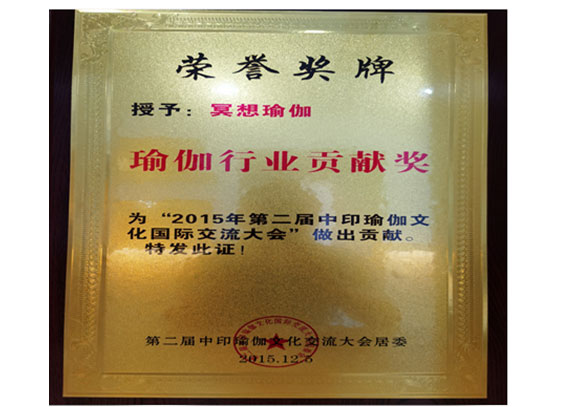 荣誉奖牌
授予：冥想瑜伽
瑜伽行业贡献奖
为“2015年第二届中印瑜伽文
化国际交流大会”做出贡献。
特发此证！
第二届中印瑜伽文化交流大会居委
2015.12.5